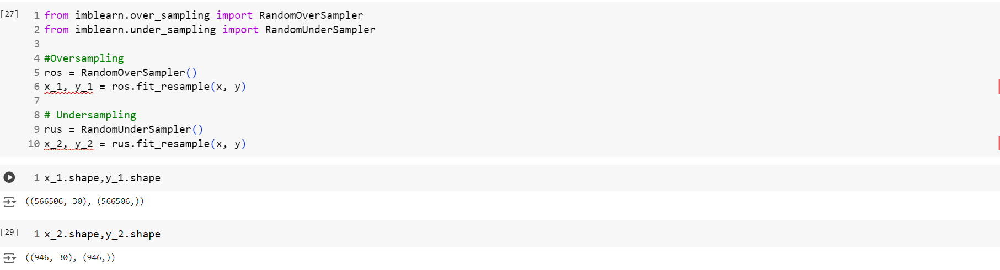 [27] 1 from imblearn.over_sampling import RandomOverSampler
2 from imblearn.under_sampling import RandomUnderSampler
3
4 #Oversampling
5 ros = RandomOverSampler()
6 x_1, y_1 = ros.fit_resample(x, y)
7
8 # Undersampling
9 rus = RandomUnderSampler()
10 x_2, y_2 = rus.fit_resample(x, y)
1 x_1.shape,y_1.shape
((566506, 30), (566506,))
[29] 1 x_2.shape,y_2.shape
((946, 30), (946,))